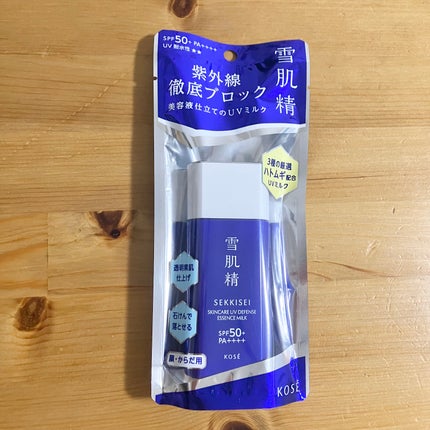 SPF50+ PA++++
UV耐水性★★
雪肌精
紫外線
徹底ブロック
美容液仕立てのUVミルク
3種の厳選
ハトムギ配合
UVミルク
雪肌精
透明素肌
仕上げ
SEKKISEI
SKINCARE UV DEFENSE
ESSENCE MILK
石けんで
落とせる
SPF50+
PA++++
KOSÉ
顔・からだ用
KOSÉ